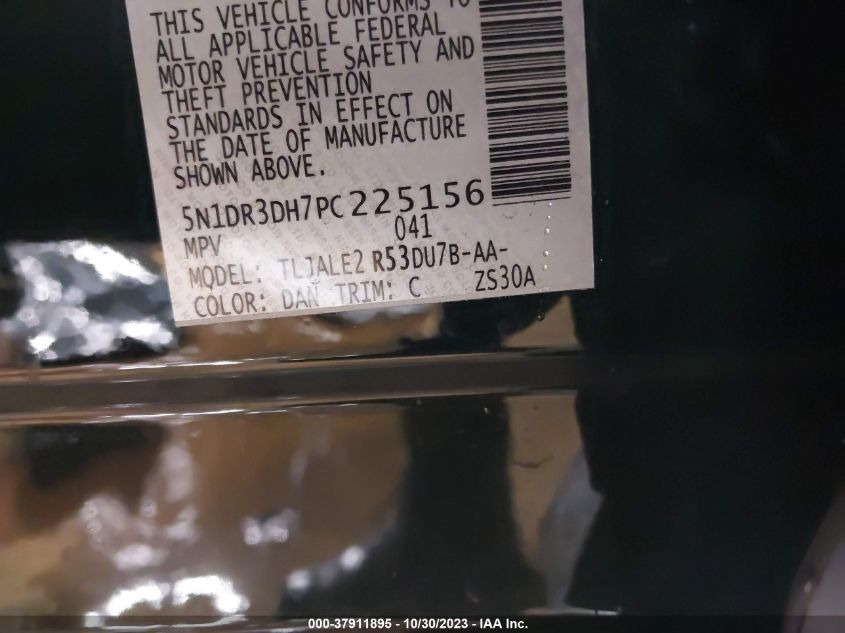 THIS VEHICLE CONFORMS TO
ALL APPLICABLE FEDERAL
MOTOR VEHICLE SAFETY AND
THEFT PREVENTION
STANDARDS IN EFFECT ON
THE DATE OF MANUFACTURE
SHOWN ABOVE.
5N1DR3DH7PC225156
MPV 041
MODEL: TLJALE2 R53DU7B-AA-
COLOR: DAN TRIM: C ZS30A
000-37911895 - 10/30/2023 - IAA Inc.